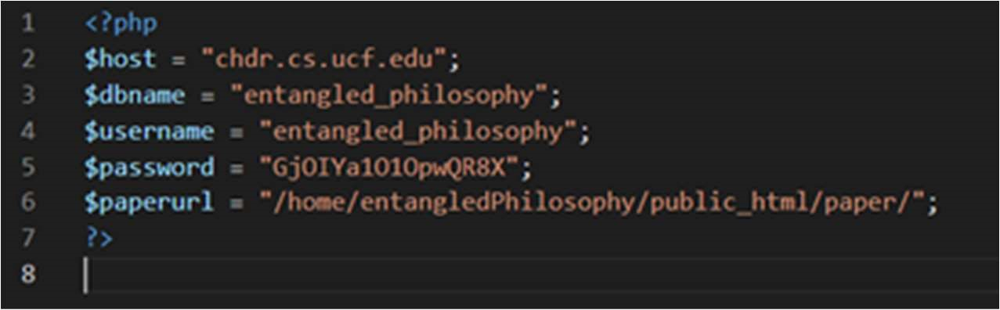 1 <?php
2 $host = "chdr.cs.ucf.edu";
3 $dbname = "entangled_philosophy";
4 $username = "entangled_philosophy";
5 $password = "GjOIYa1O1OpwQR8X";
6 $paperurl = "/home/entangledPhilosophy/public_html/paper/";
7 ?>
8